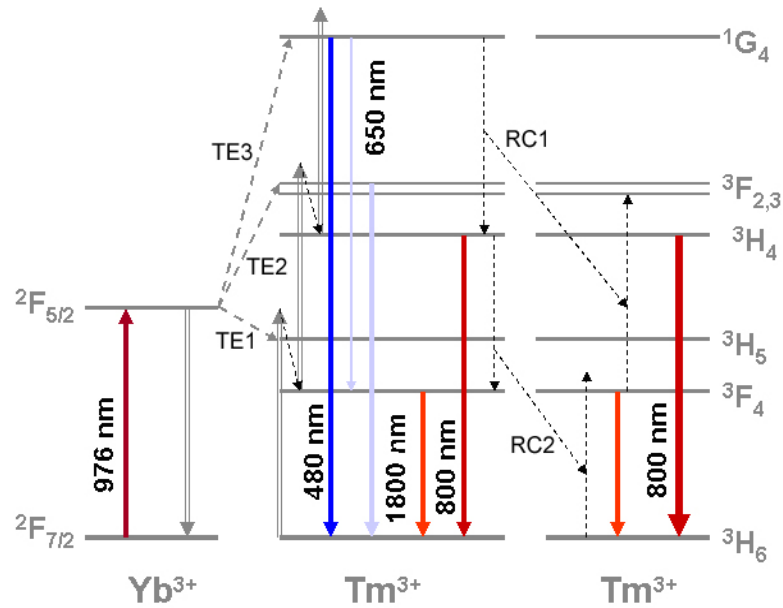 ¹G₄
650 nm
TE3
RC1
³F₂,₃
³H₄
TE2
²F₅/₂
TE1
³H₅
³F₄
976 nm
480 nm
1800 nm
800 nm
RC2
800 nm
²F₇/₂
³H₆
Yb³⁺
Tm³⁺
Tm³⁺